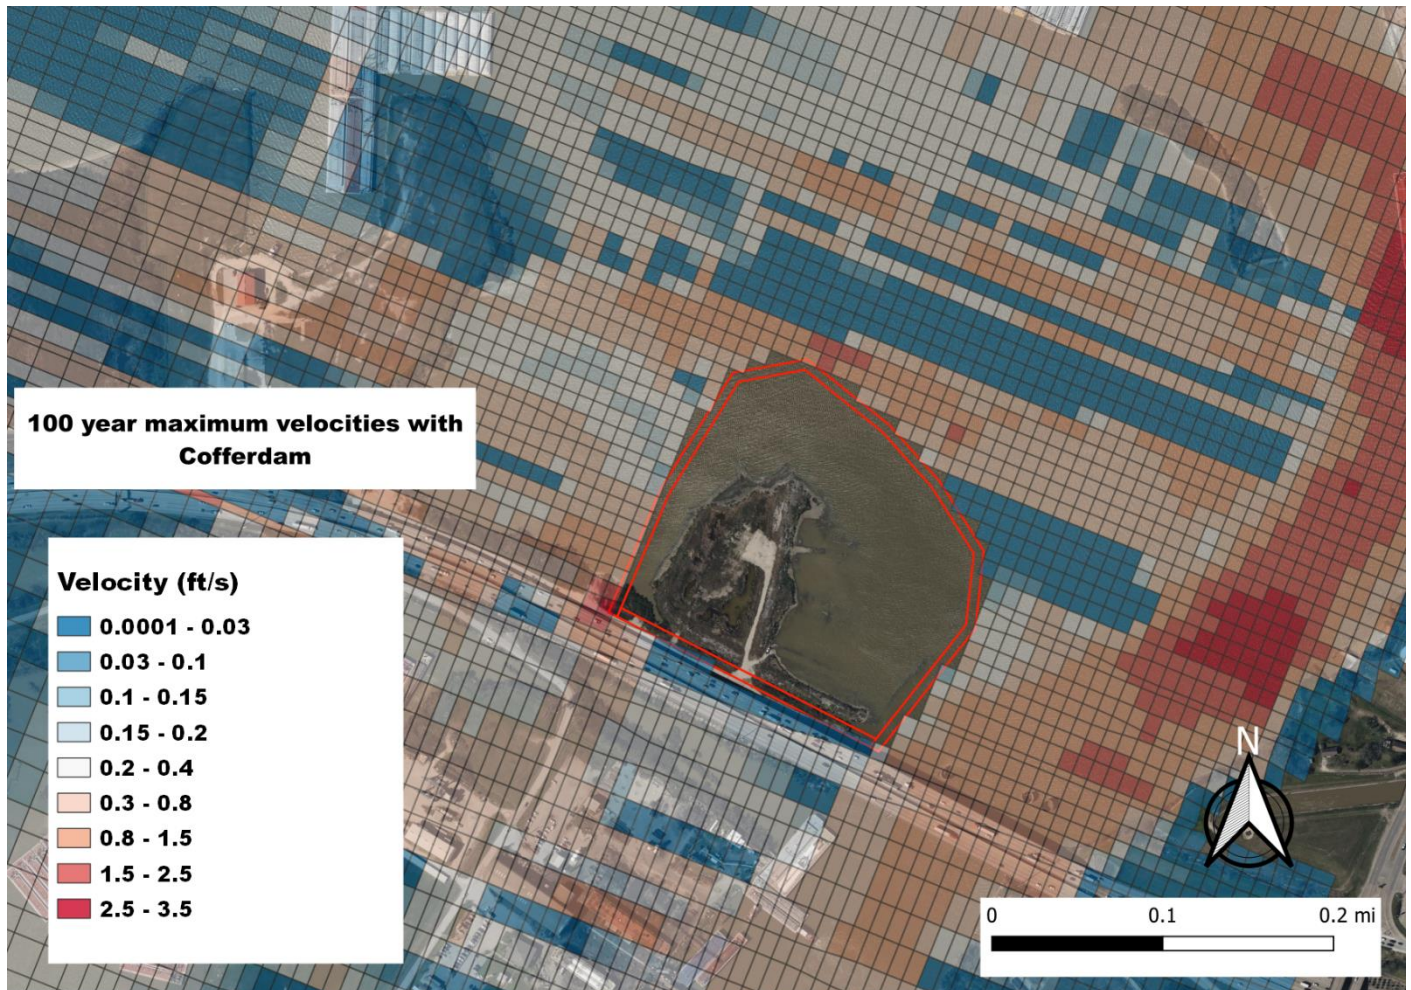 100 year maximum velocities with
Cofferdam
Velocity (ft/s)
0.0001 - 0.03
0.03 - 0.1
0.1 - 0.15
0.15 - 0.2
0.2 - 0.4
0.3 - 0.8
0.8 - 1.5
1.5 - 2.5
2.5 - 3.5
N
0 0.1 0.2 mi